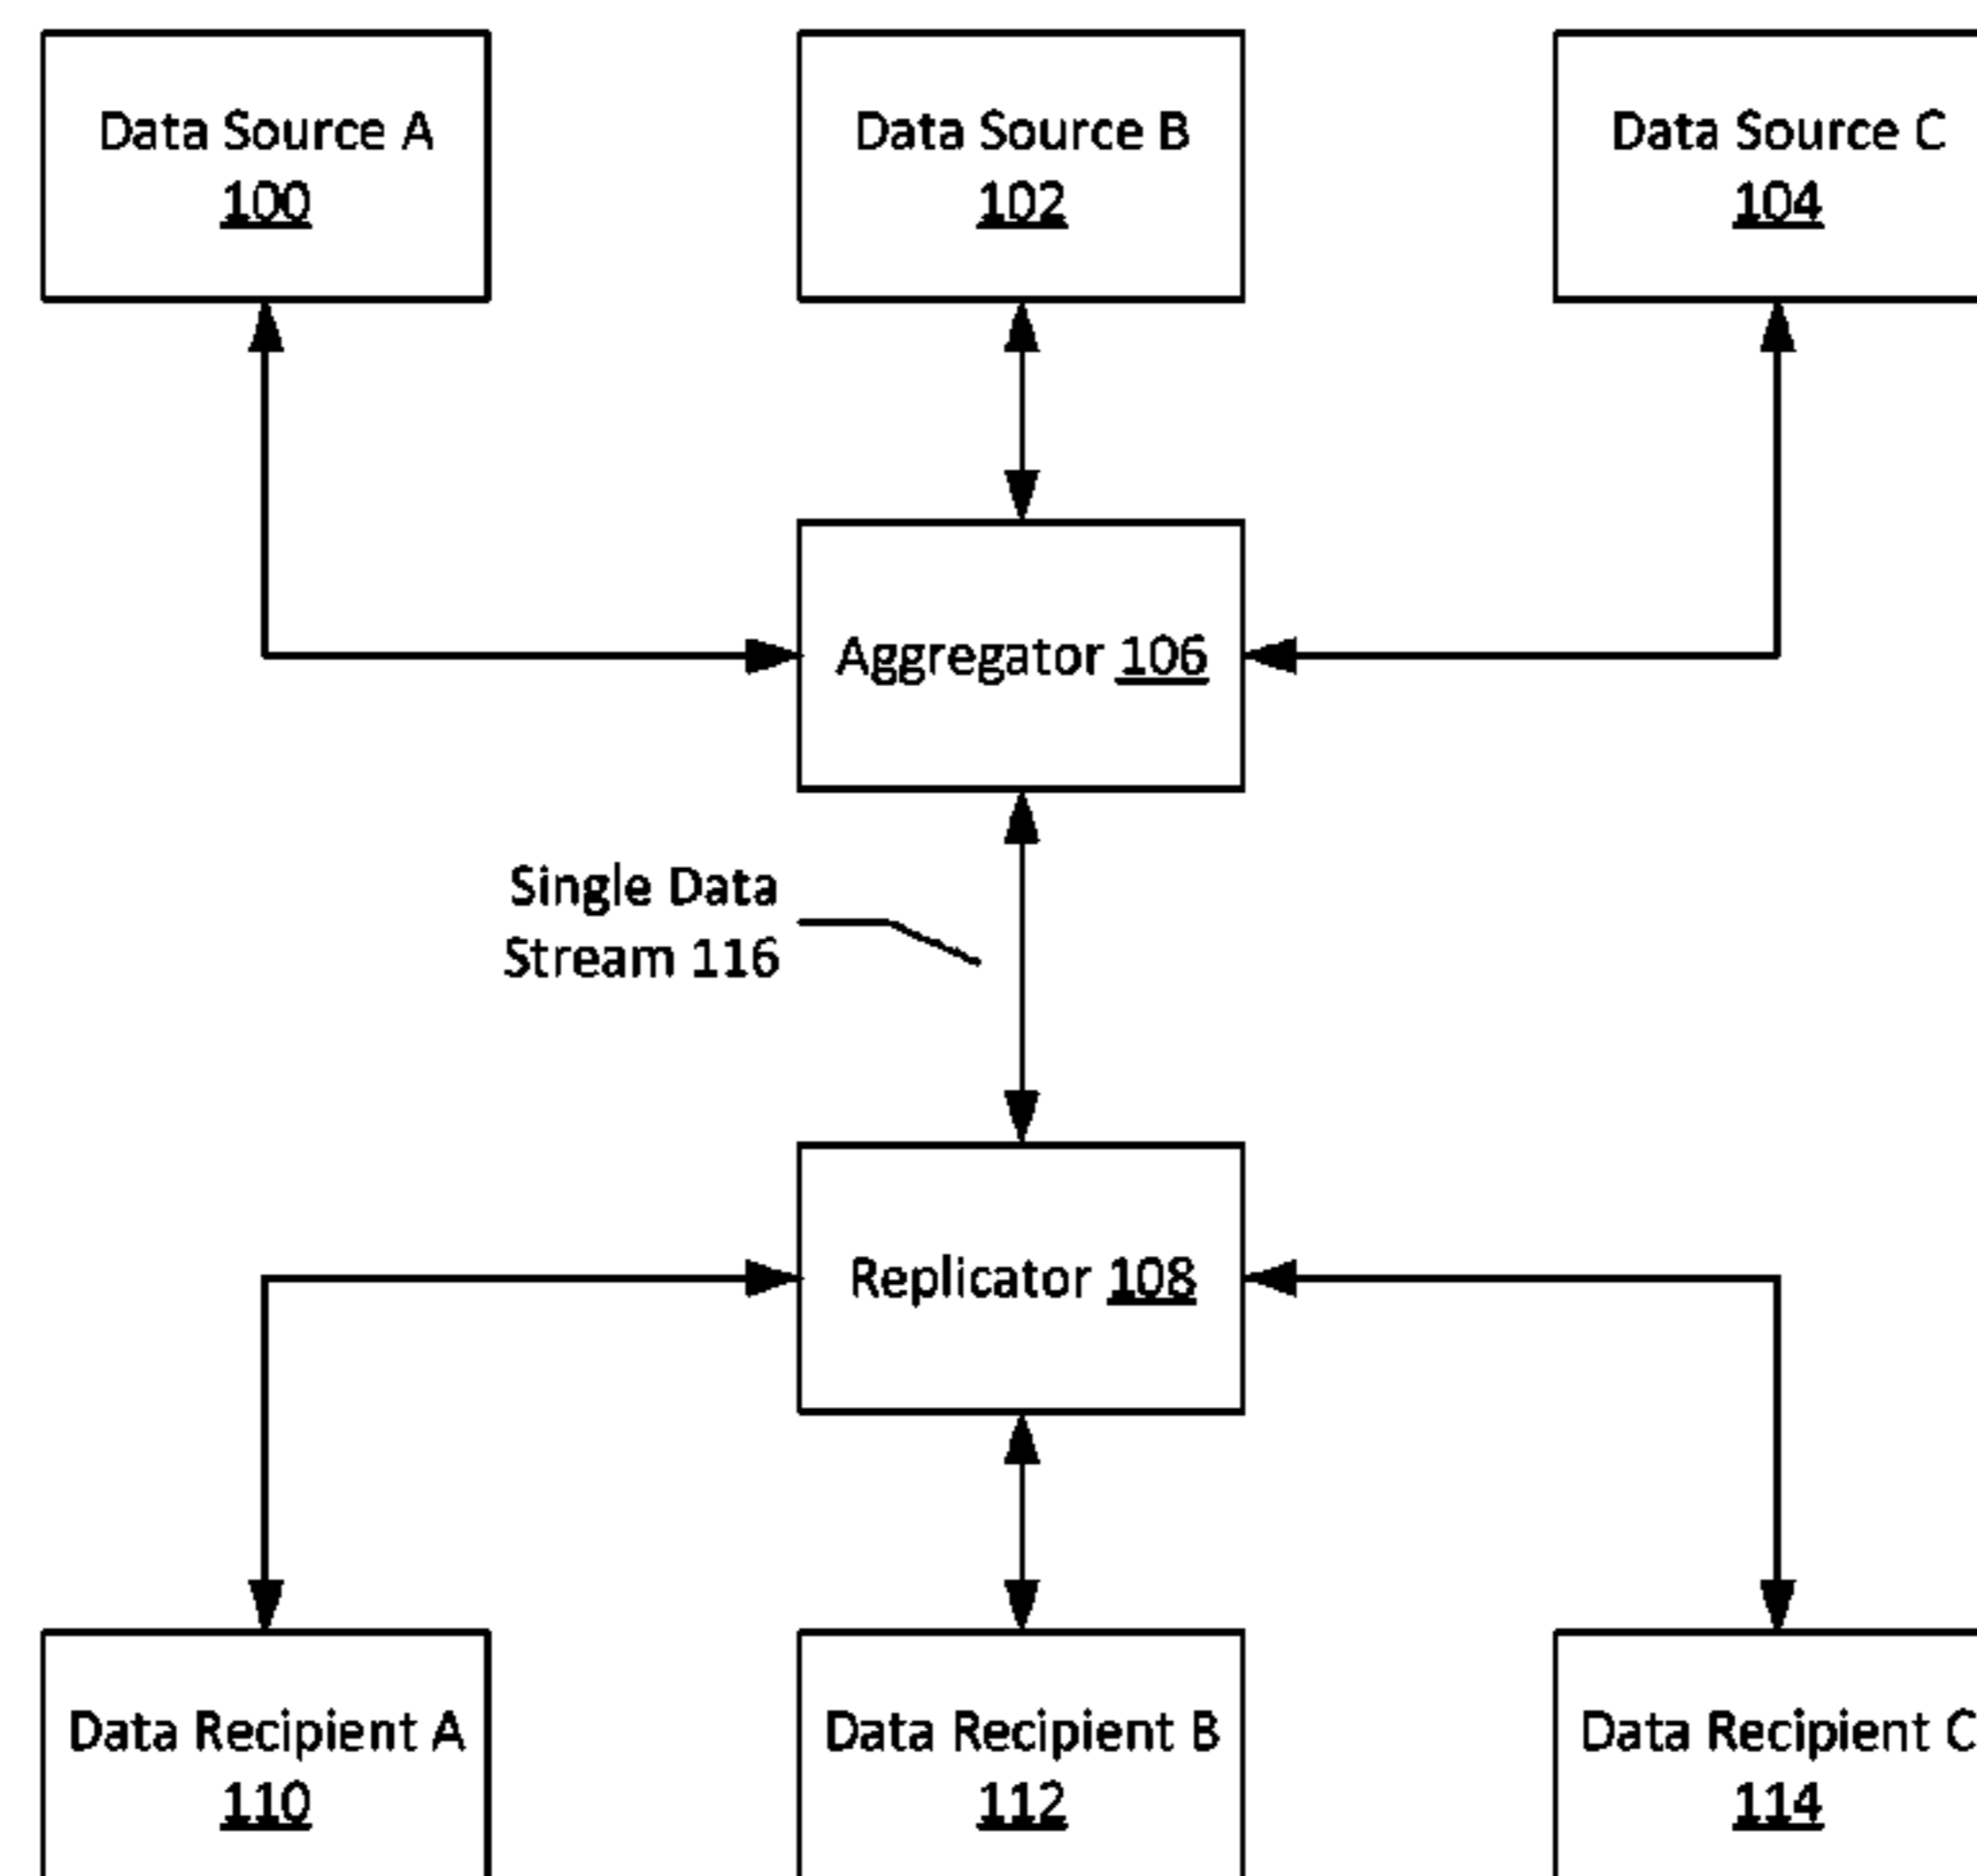 Data Source A
100
Data Source B
102
Data Source C
104
Aggregator 106
Single Data
Stream 116
Replicator 108
Data Recipient A
110
Data Recipient B
112
Data Recipient C
114